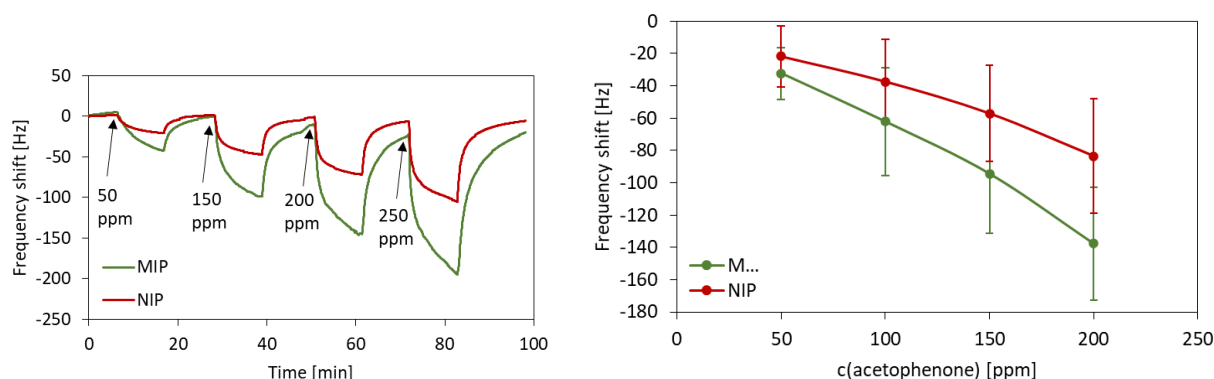 50
0
-50
-100
-150
-200
-250
Frequency shift [Hz]
50
ppm
150
ppm
200
ppm
250
ppm
MIP
NIP
0 20 40 60 80 100
Time [min]
0
-20
-40
-60
-80
-100
-120
-140
-160
-180
Frequency shift [Hz]
M...
NIP
0 50 100 150 200 250
c(acetophenone) [ppm]